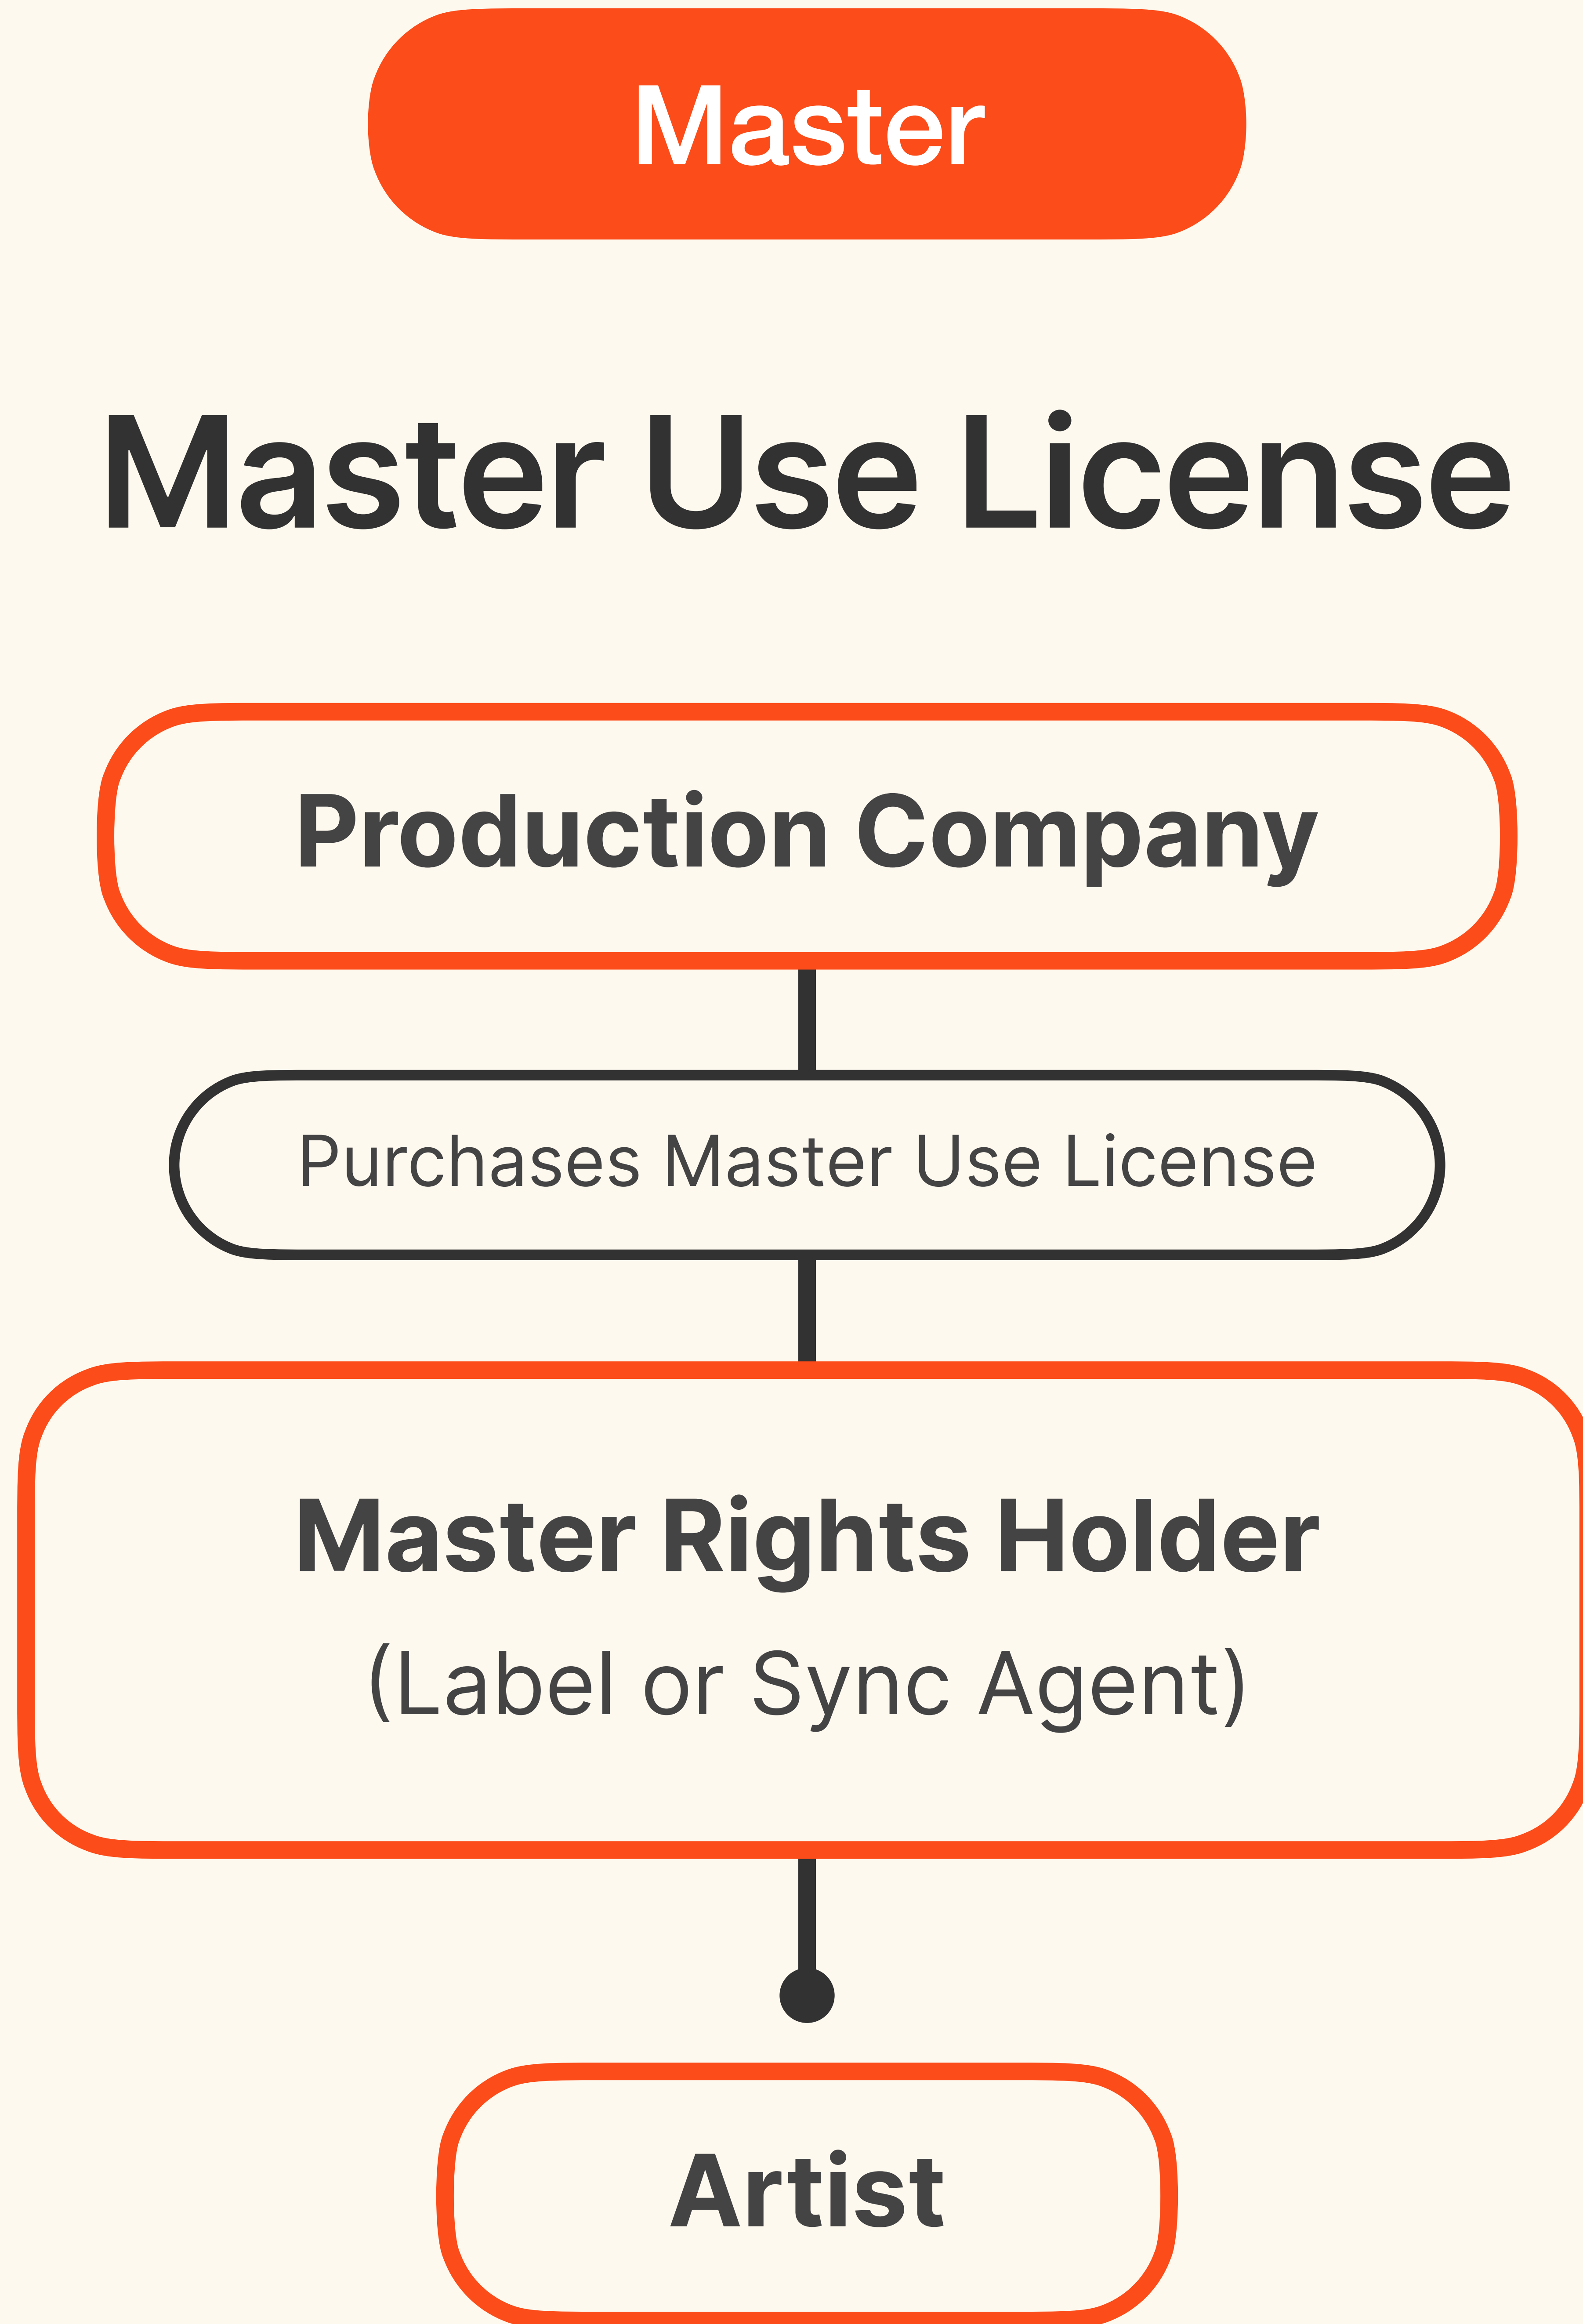 Master
Master Use License
Production Company
Purchases Master Use License
Master Rights Holder
(Label or Sync Agent)
Artist